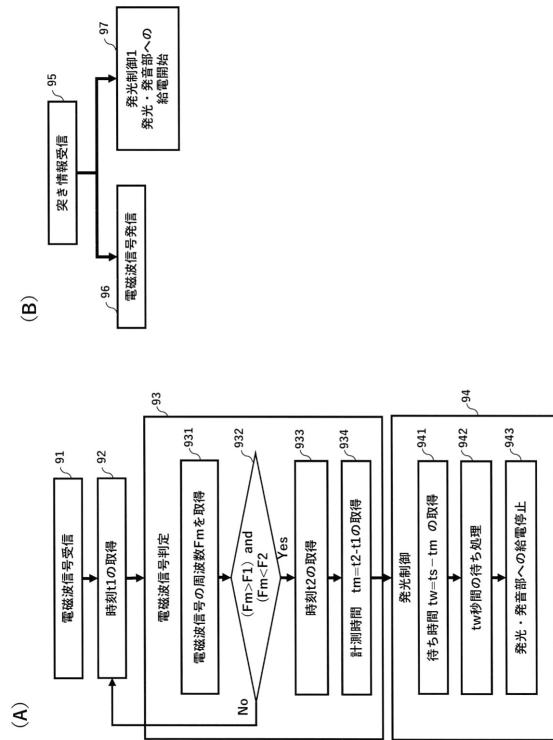 (A)
91
電磁波信号受信
92
時刻t1の取得
93
電磁波信号判定
931
電磁波信号の周波数Fmを取得
932
(Fm>F1) and
(Fm<F2
No
Yes
933
時刻t2の取得
934
計測時間 tm=t2-t1の取得
94
発光制御
941
待ち時間 tw=ts-tm の取得
942
tw秒間の待ち処理
943
発光・発音部への給電停止
(B)
95
突き情報受信
96
電磁波信号発信
97
発光制御1
発光・発音部への
給電開始